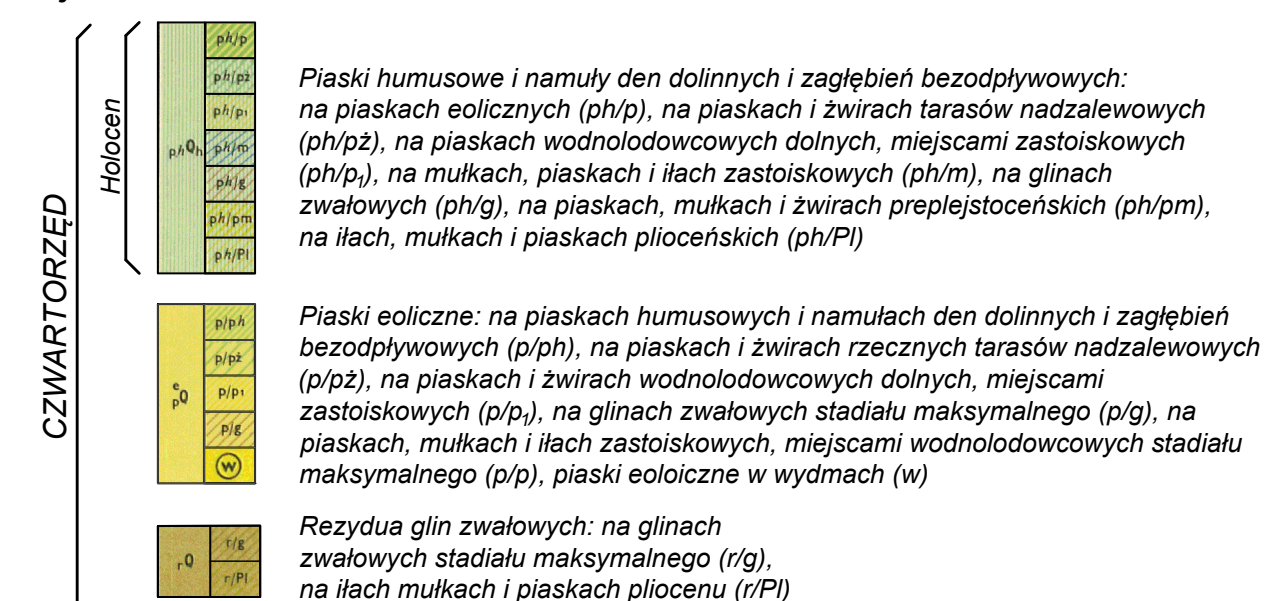 CZWARTORZĘD
Holocen
phQh
ph/p
ph/pż
ph/p1
ph/m
ph/g
ph/pm
ph/Pl
Piaski humusowe i namuły den dolinnych i zagłębień bezodpływowych:
na piaskach eolicznych (ph/p), na piaskach i żwirach tarasów nadzalewowych
(ph/pż), na piaskach wodnolodowcowych dolnych, miejscami zastoiskowych
(ph/p1), na mułkach, piaskach i iłach zastoiskowych (ph/m), na glinach
zwałowych (ph/g), na piaskach, mułkach i żwirach preplejstoceńskich (ph/pm),
na iłach, mułkach i piaskach plioceńskich (ph/Pl)
e
pQ
p/ph
p/pż
p/p1
p/g
w
Piaski eoliczne: na piaskach humusowych i namułach den dolinnych i zagłębień
bezodpływowych (p/ph), na piaskach i żwirach rzecznych tarasów nadzalewowych
(p/pż), na piaskach i żwirach wodnolodowcowych dolnych, miejscami
zastoiskowych (p/p1), na glinach zwałowych stadiału maksymalnego (p/g), na
piaskach, mułkach i iłach zastoiskowych, miejscami wodnolodowcowych stadiału
maksymalnego (p/p), piaski eoloiczne w wydmach (w)
rQ
r/g
r/Pl
Rezydua glin zwałowych: na glinach
zwałowych stadiału maksymalnego (r/g),
na iłach mułkach i piaskach pliocenu (r/Pl)